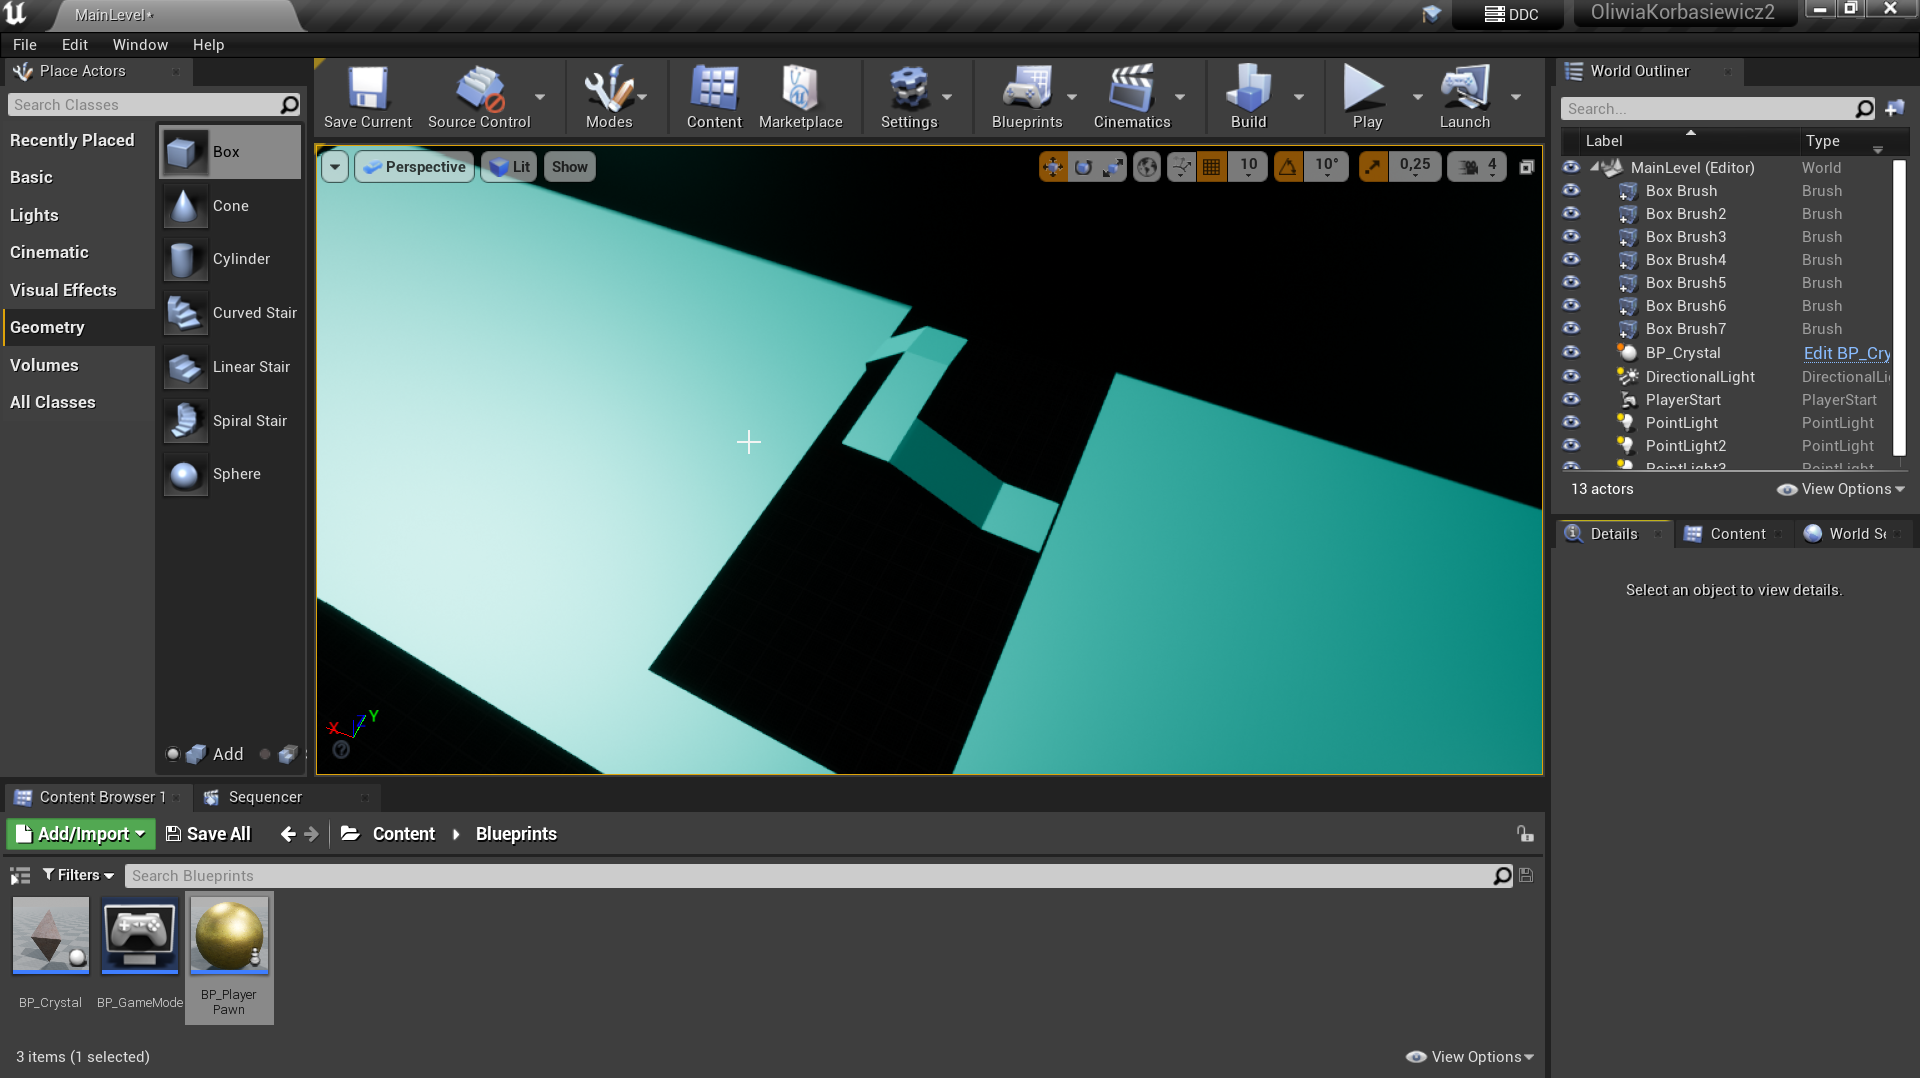 MainLevel*
DDC
OliwiaKorbasiewicz2
File Edit Window Help
Place Actors
Search Classes
Recently Placed
Basic
Lights
Cinematic
Visual Effects
Geometry
Volumes
All Classes
Box
Cone
Cylinder
Curved Stair
Linear Stair
Spiral Stair
Sphere
Add
Save Current
Source Control
Modes
Content
Marketplace
Settings
Blueprints
Cinematics
Build
Play
Launch
Perspective
Lit
Show
10
10°
0,25
4
X
Y
World Outliner
Search...
Label Type
MainLevel (Editor) World
Box Brush Brush
Box Brush2 Brush
Box Brush3 Brush
Box Brush4 Brush
Box Brush5 Brush
Box Brush6 Brush
Box Brush7 Brush
BP_Crystal Edit BP_Cry
DirectionalLight DirectionalLi
PlayerStart PlayerStart
PointLight PointLight
PointLight2 PointLight
PointLight3 PointLight
13 actors
View Options
Details
Content
World Se
Select an object to view details.
Content Browser 1
Sequencer
Add/Import
Save All
Content
Blueprints
Filters
Search Blueprints
BP_Crystal
BP_GameMode
BP_Player
Pawn
3 items (1 selected)
View Options